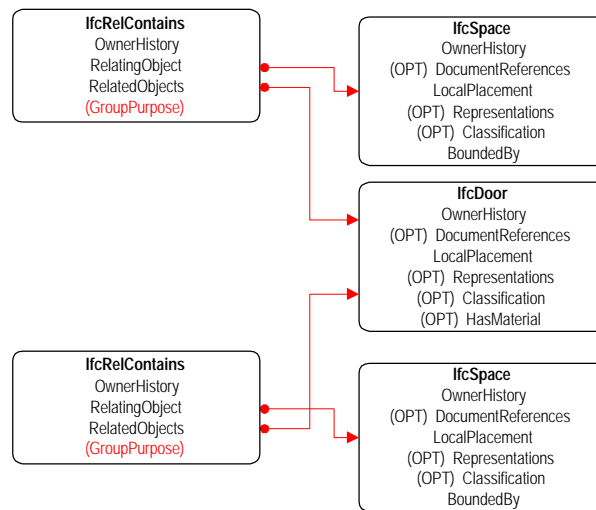 IfcRelContains
OwnerHistory
RelatingObject
RelatedObjects
(GroupPurpose)
IfcSpace
OwnerHistory
(OPT) DocumentReferences
LocalPlacement
(OPT) Representations
(OPT) Classification
BoundedBy
IfcDoor
OwnerHistory
(OPT) DocumentReferences
LocalPlacement
(OPT) Representations
(OPT) Classification
(OPT) HasMaterial
IfcRelContains
OwnerHistory
RelatingObject
RelatedObjects
(GroupPurpose)
IfcSpace
OwnerHistory
(OPT) DocumentReferences
LocalPlacement
(OPT) Representations
(OPT) Classification
BoundedBy